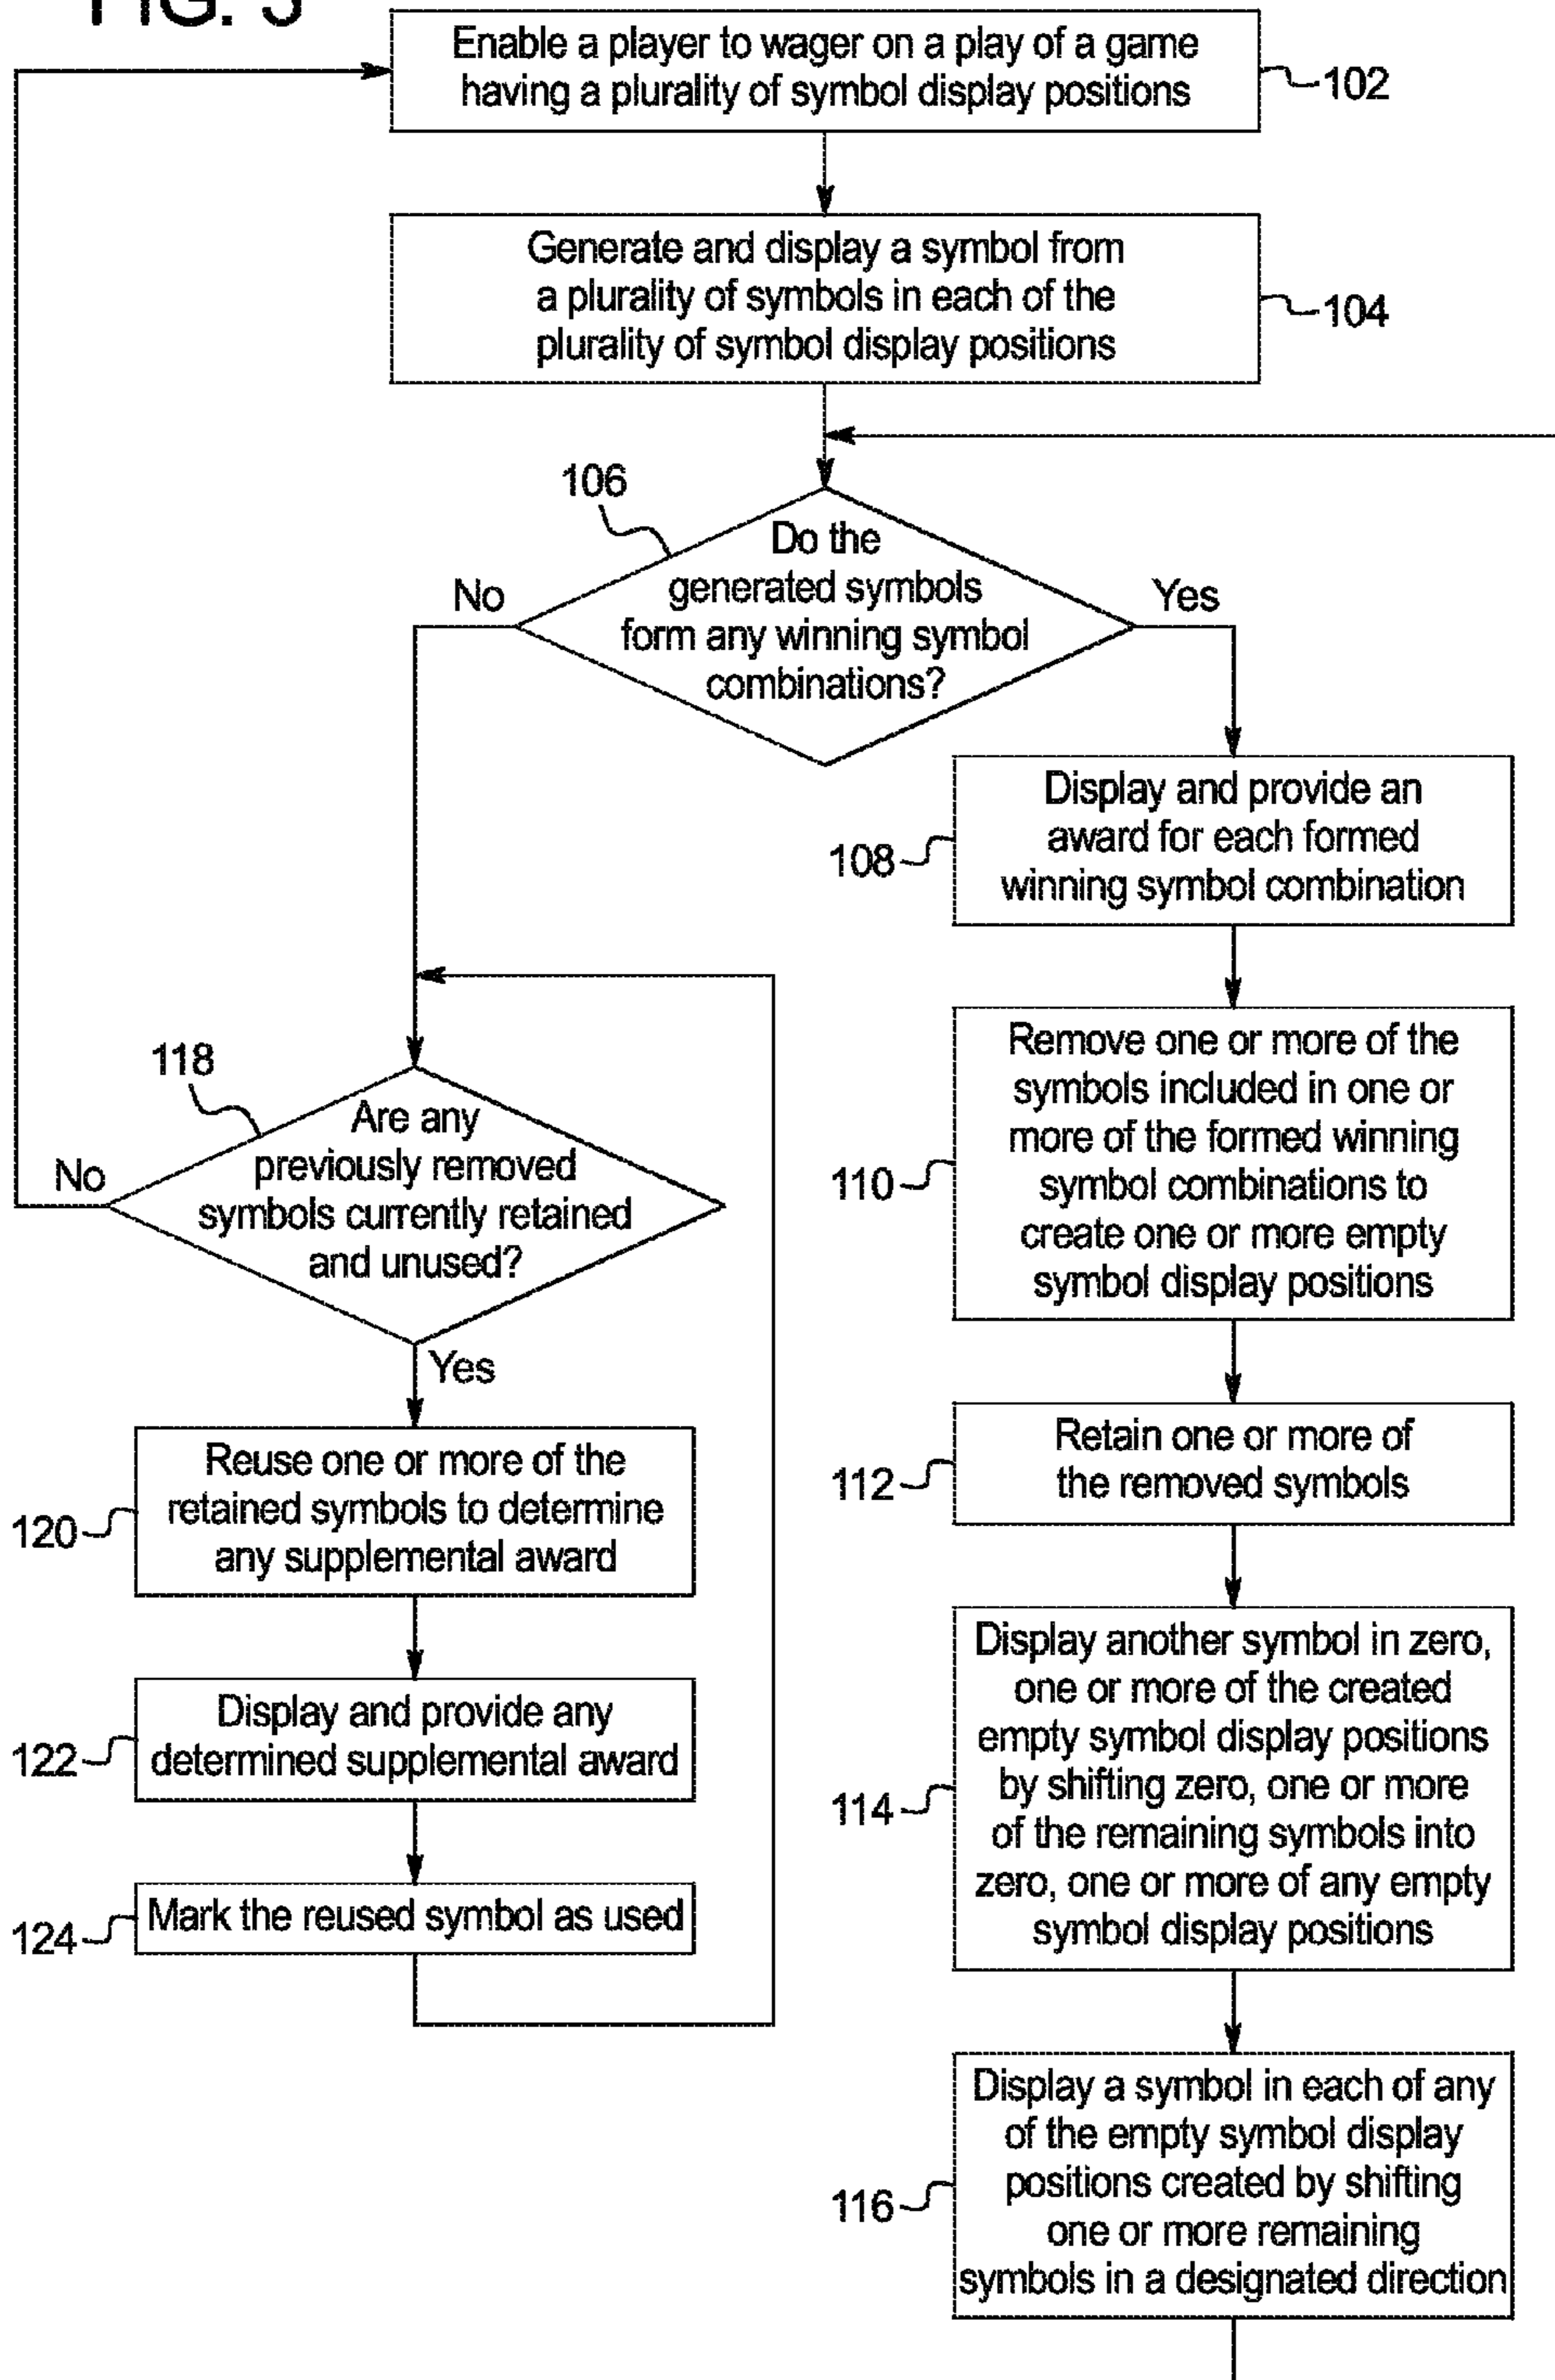 FIG. 3
Enable a player to wager on a play of a game
having a plurality of symbol display positions
102
Generate and display a symbol from
a plurality of symbols in each of the
plurality of symbol display positions
104
106
Do the
generated symbols
form any winning symbol
combinations?
No
Yes
Display and provide an
award for each formed
winning symbol combination
108
Remove one or more of the
symbols included in one or
more of the formed winning
symbol combinations to
create one or more empty
symbol display positions
110
Retain one or more of
the removed symbols
112
Display another symbol in zero,
one or more of the created
empty symbol display positions
by shifting zero, one or more
of the remaining symbols into
zero, one or more of any empty
symbol display positions
114
Display a symbol in each of any
of the empty symbol display
positions created by shifting
one or more remaining
symbols in a designated direction
116
118
Are any
previously removed
symbols currently retained
and unused?
No
Yes
Reuse one or more of the
retained symbols to determine
any supplemental award
120
Display and provide any
determined supplemental award
122
Mark the reused symbol as used
124